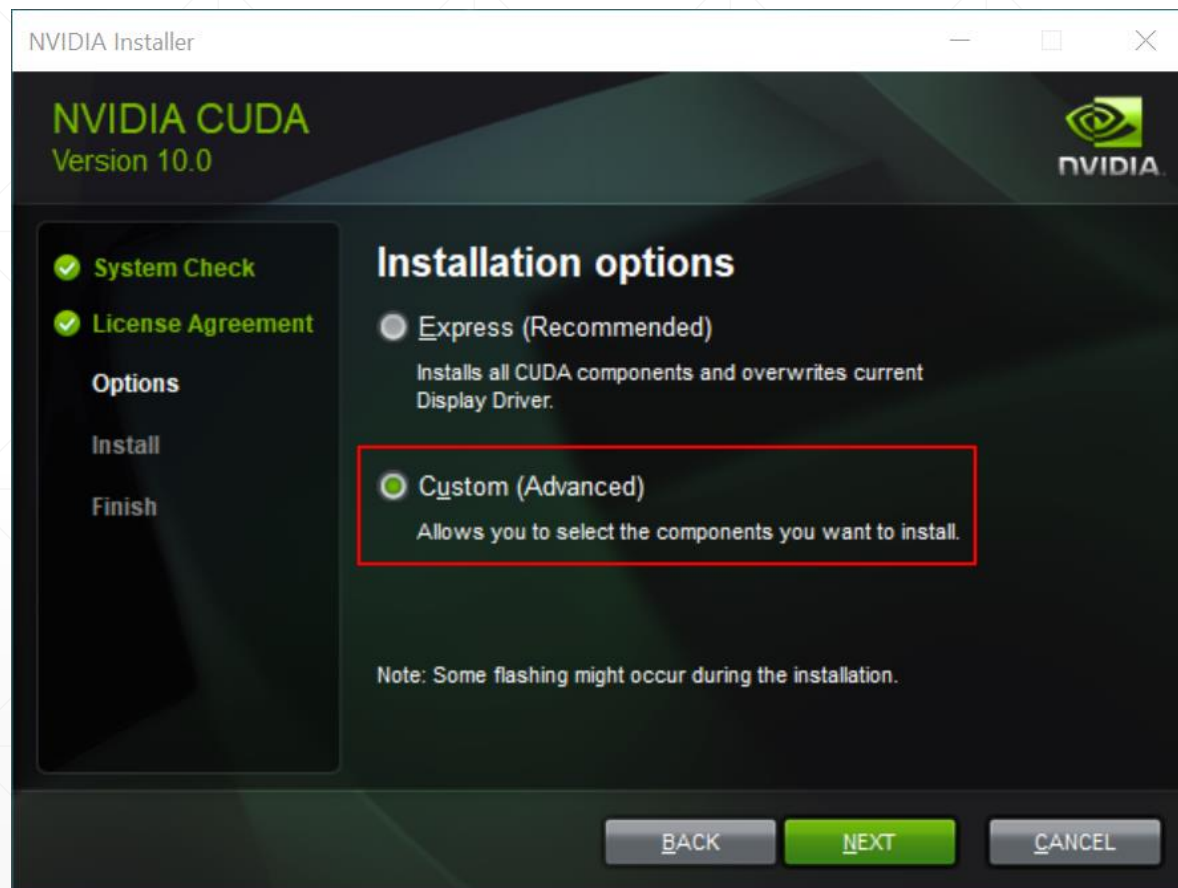 NVIDIA Installer
NVIDIA CUDA
Version 10.0
NVIDIA.
System Check
License Agreement
Options
Install
Finish
Installation options
Express (Recommended)
Installs all CUDA components and overwrites current
Display Driver.
Custom (Advanced)
Allows you to select the components you want to install.
Note: Some flashing might occur during the installation.
BACK
NEXT
CANCEL